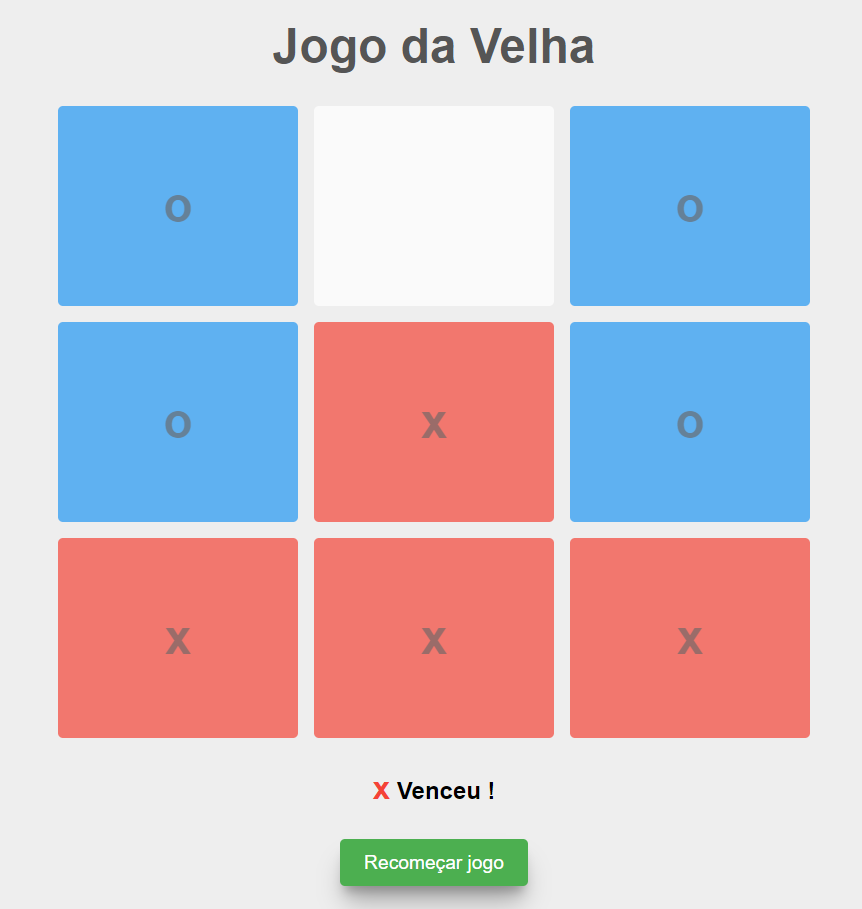 Jogo da Velha
o o
o x o
x x x
x Venceu !
Recomeçar jogo